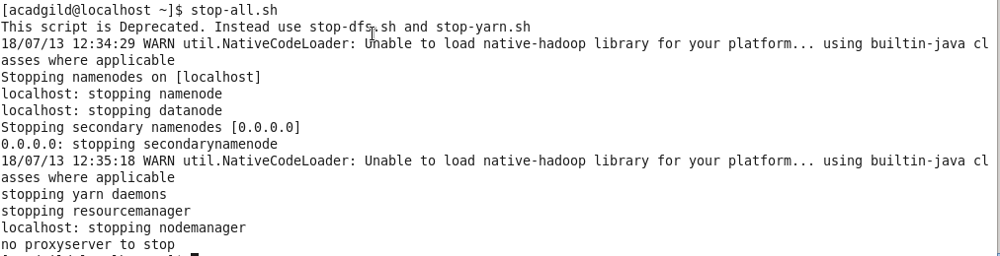 [acadgild@localhost ~]$ stop-all.sh
This script is Deprecated. Instead use stop-dfs.sh and stop-yarn.sh
18/07/13 12:34:29 WARN util.NativeCodeLoader: Unable to load native-hadoop library for your platform... using builtin-java cl
asses where applicable
Stopping namenodes on [localhost]
localhost: stopping namenode
localhost: stopping datanode
Stopping secondary namenodes [0.0.0.0]
0.0.0.0: stopping secondarynamenode
18/07/13 12:35:18 WARN util.NativeCodeLoader: Unable to load native-hadoop library for your platform... using builtin-java cl
asses where applicable
stopping yarn daemons
stopping resourcemanager
localhost: stopping nodemanager
no proxyserver to stop